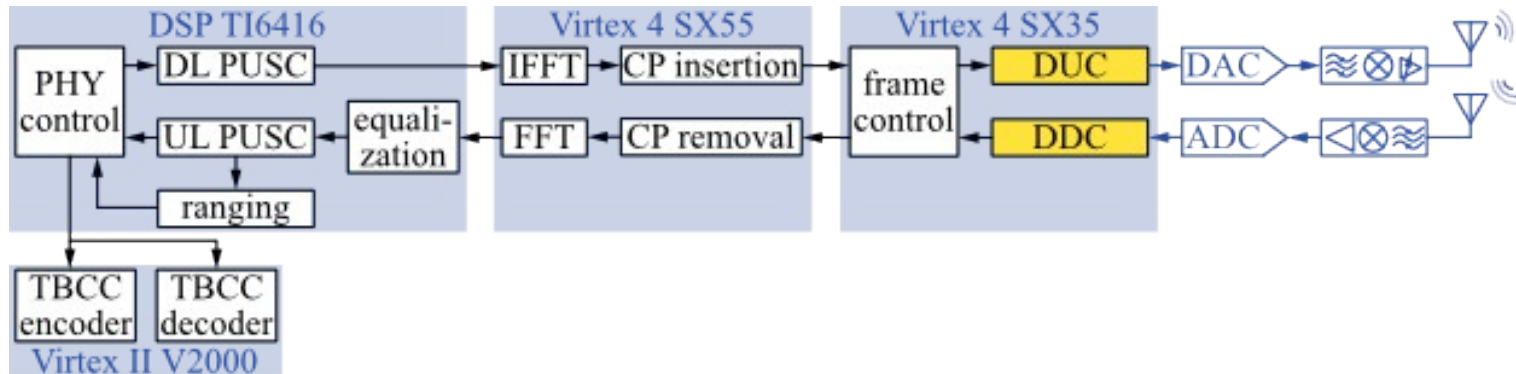 DSP TI6416
Virtex 4 SX55
Virtex 4 SX35
PHY
control
DL PUSC
IFFT
CP insertion
frame
control
DUC
DAC
UL PUSC
equali-
zation
FFT
CP removal
DDC
ADC
ranging
TBCC
encoder
TBCC
decoder
Virtex II V2000